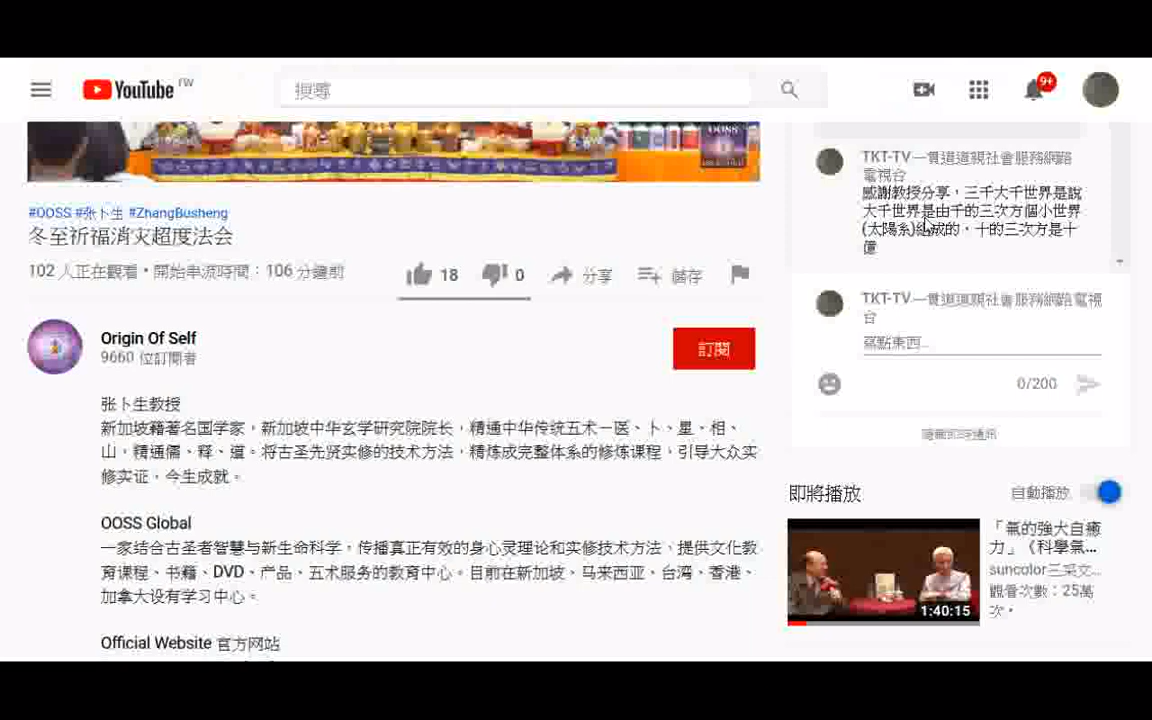 YouTube RW
搜尋
9+
OOSS
#OOSS #张卜生 #ZhangBusheng
冬至祈福消灾超度法会
102 人正在觀看 • 開始串流時間：106 分鐘前
18
0
分享
儲存
Origin Of Self
9660 位訂閱者
訂閱
张卜生教授
新加坡籍著名国学家，新加坡中华玄学研究院院长，精通中华传统五术—医、卜、星、相、
山，精通儒、释、道。将古圣先贤实修的技术方法，精炼成完整体系的修炼课程，引导大众实
修实证，今生成就。
OOSS Global
一家结合古圣者智慧与新生命科学，传播真正有效的身心灵理论和实修技术方法，提供文化教
育课程、书籍、DVD、产品、五术服务的教育中心。目前在新加坡、马来西亚、台湾、香港、
加拿大设有学习中心。
Official Website 官方网站
TKT-TV一貫道道親社會服務網路
電視台
感謝教授分享，三千大千世界是說
大千世界是由千的三次方個小世界
(太陽系)組成的，十的三次方是十
億
TKT-TV一貫道道親社會服務網路電視
台
寫點東西...
0/200
隱藏即時通訊
即將播放
自動播放
「氣的強大自癒
力」《科學氣...
suncolor三采文...
觀看次數：25萬
次 •
1:40:15